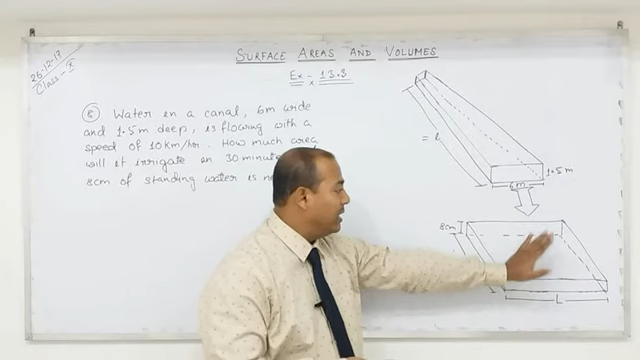 26-12-17
Class-X
SURFACE AREAS AND VOLUMES
Ex - 13.3
⑧ Water in a canal, 6m wide
and 1.5m deep, is flowing with a
speed of 10km/hr. How much area
will it irrigate in 30 minutes
8cm of standing water is
= l
1.5m
6m
8cm
L